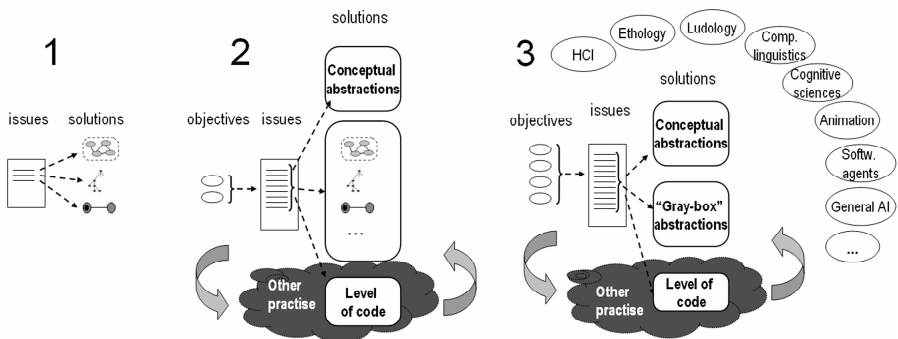 1
issues solutions
2
solutions
Conceptual
abstractions
objectives issues
...
Other
practise
Level
of code
3
HCI
Ethology
Ludology
Comp.
linguistics
Cognitive
sciences
Animation
Softw.
agents
General AI
...
solutions
issues
objectives
Conceptual
abstractions
“Gray-box”
abstractions
Other
practise
Level of
code